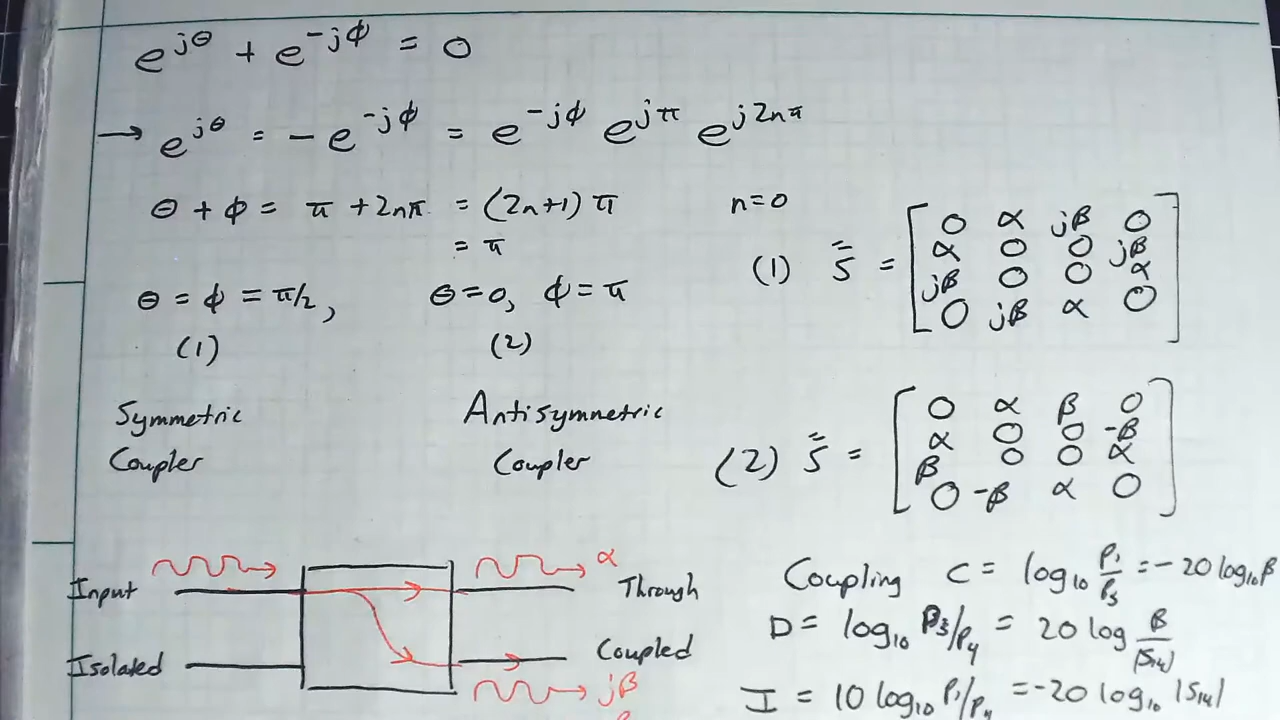 e^{jθ} + e^{-jϕ} = 0
→ e^{jθ} = -e^{-jϕ} = e^{-jϕ} e^{jπ} e^{j2nπ}
θ + ϕ = π + 2nπ = (2n+1) π
= π
n=0
θ = ϕ = π/2, θ=0, ϕ=π
(1) (2)
Symmetric Coupler
Antisymmetric Coupler
(1) S̿ =
0 α jβ 0
α 0 0 jβ
jβ 0 0 α
0 jβ α 0
(2) S̿ =
0 α β 0
α 0 0 -β
β 0 0 α
0 -β α 0
Input
Isolated
α
Through
Coupled
jβ
Coupling C = log₁₀ P₁/P₃ = -20 log₁₀ β
D = log₁₀ P₃/P₄ = 20 log β/|S₁₄|
I = 10 log₁₀ P₁/P₄ = -20 log₁₀ |S₁₄|